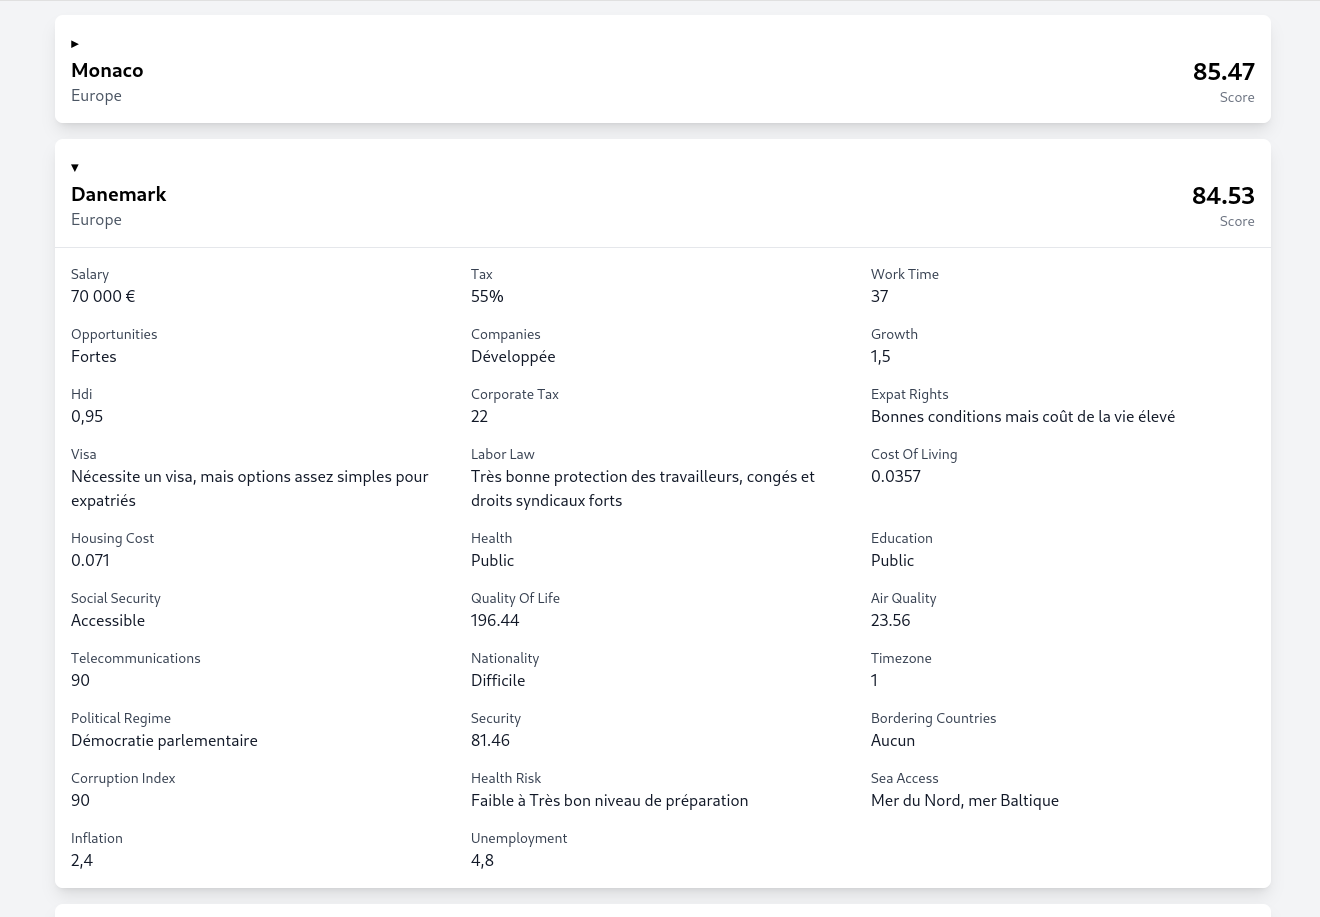 Monaco
85.47
Europe
Score
Danemark
84.53
Europe
Score
Salary
Tax
Work Time
70 000 €
55%
37
Opportunities
Companies
Growth
Fortes
Développée
1,5
Hdi
Corporate Tax
Expat Rights
0,95
22
Bonnes conditions mais coût de la vie élevé
Visa
Labor Law
Cost Of Living
Nécessite un visa, mais options assez simples pour
expatriés
Très bonne protection des travailleurs, congés et
droits syndicaux forts
0.0357
Housing Cost
Health
Education
0.071
Public
Public
Social Security
Quality Of Life
Air Quality
Accessible
196.44
23.56
Telecommunications
Nationality
Timezone
90
Difficile
1
Political Regime
Security
Bordering Countries
Démocratie parlementaire
81.46
Aucun
Corruption Index
Health Risk
Sea Access
90
Faible à Très bon niveau de préparation
Mer du Nord, mer Baltique
Inflation
Unemployment
2,4
4,8